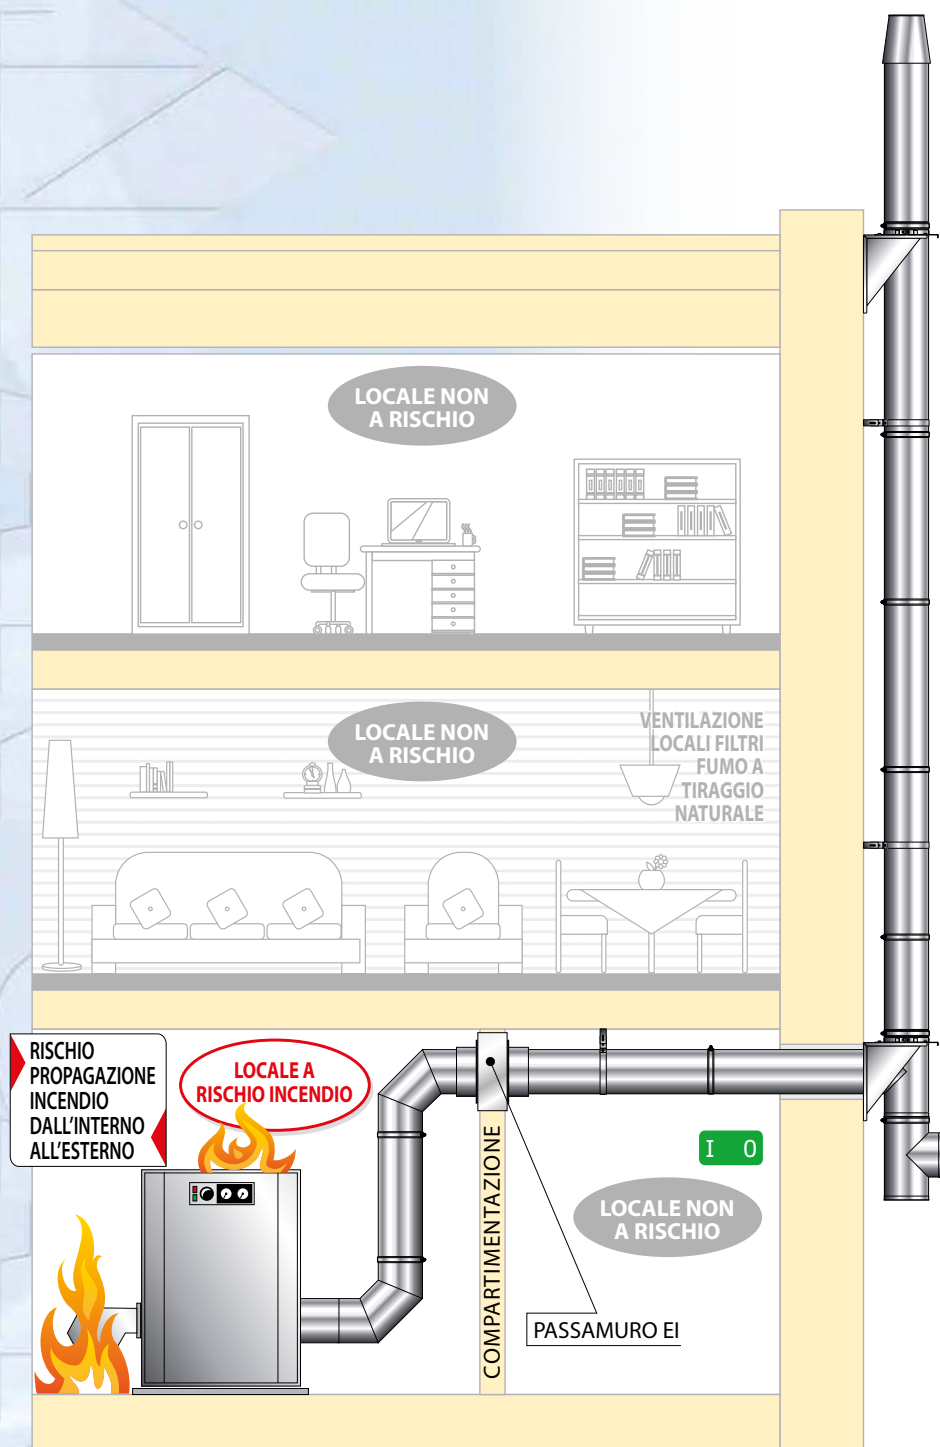 LOCALE NON
A RISCHIO
LOCALE NON
A RISCHIO
VENTILAZIONE
LOCALI FILTRI
FUMO A
TIRAGGIO
NATURALE
RISCHIO
PROPAGAZIONE
INCENDIO
DALL'INTERNO
ALL'ESTERNO
LOCALE A
RISCHIO INCENDIO
COMPARTIMENTAZIONE
I O
LOCALE NON
A RISCHIO
PASSAMURO EI